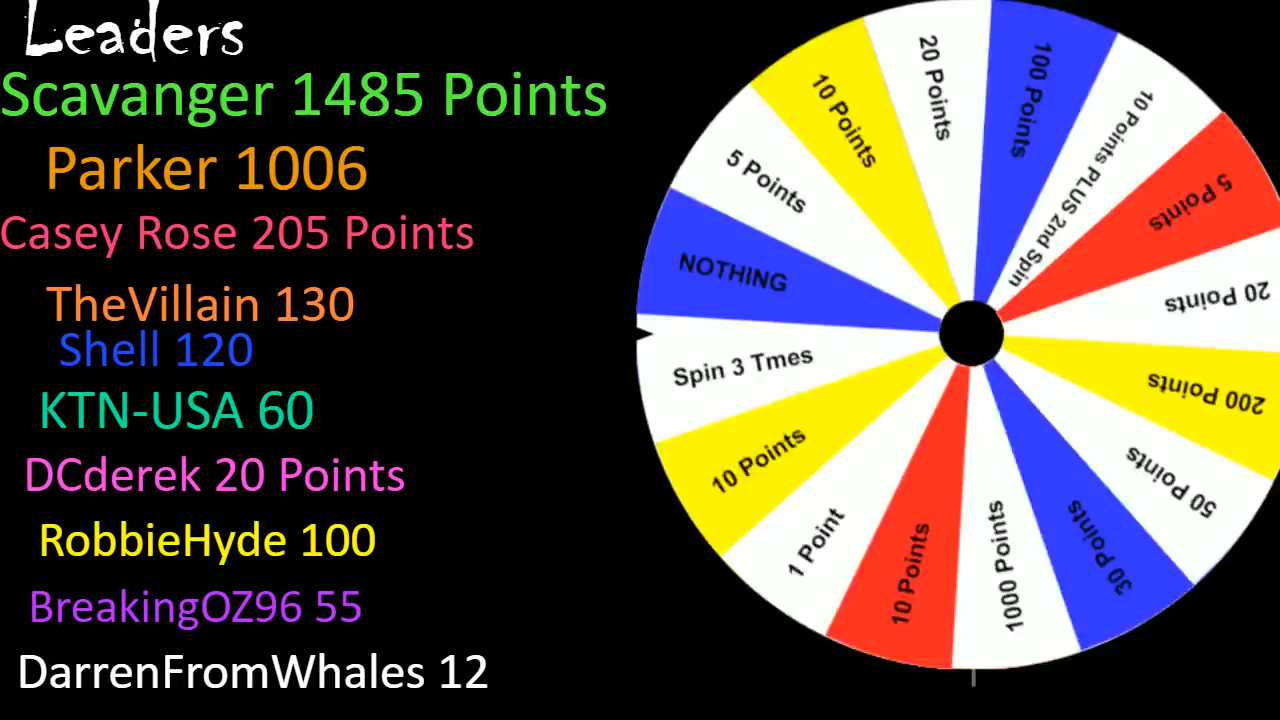 Leaders
Scavanger 1485 Points
Parker 1006
Casey Rose 205 Points
TheVillain 130
Shell 120
KTN-USA 60
DCderek 20 Points
RobbieHyde 100
BreakingOZ96 55
DarrenFromWhales 12
20 Points
100 Points
10 Points PLUS 2nd Spin
5 Points
20 Points
200 Points
50 Points
30 Points
1000 Points
10 Points
1 Point
10 Points
Spin 3 Tmes
NOTHING
5 Points
10 Points